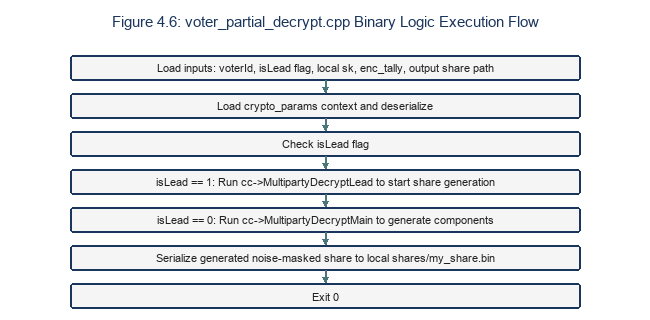 Figure 4.6: voter_partial_decrypt.cpp Binary Logic Execution Flow
Load inputs: voterId, isLead flag, local sk, enc_tally, output share path
Load crypto_params context and deserialize
Check isLead flag
isLead == 1: Run cc->MultipartyDecryptLead to start share generation
isLead == 0: Run cc->MultipartyDecryptMain to generate components
Serialize generated noise-masked share to local shares/my_share.bin
Exit 0